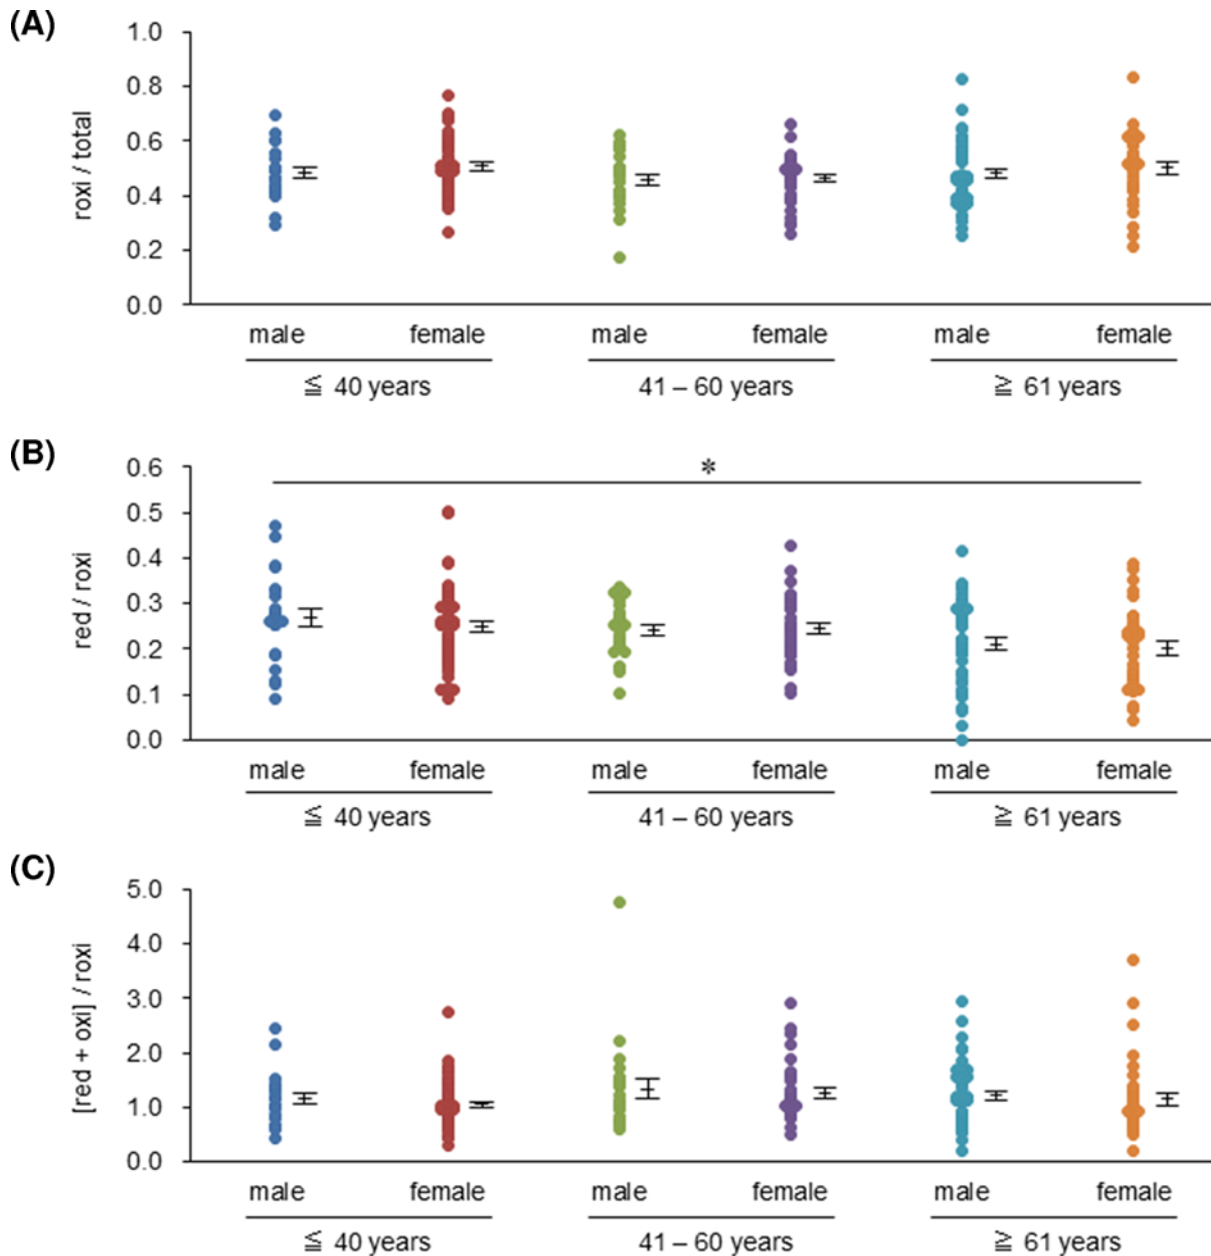 (A)
roxi / total
1.0
0.8
0.6
0.4
0.2
0.0
male female male female male female
≦ 40 years 41 – 60 years ≧ 61 years
(B)
red / roxi
0.6
0.5
0.4
0.3
0.2
0.1
0.0
*
male female male female male female
≦ 40 years 41 – 60 years ≧ 61 years
(C)
[red + oxi] / roxi
5.0
4.0
3.0
2.0
1.0
0.0
male female male female male female
≦ 40 years 41 – 60 years ≧ 61 years